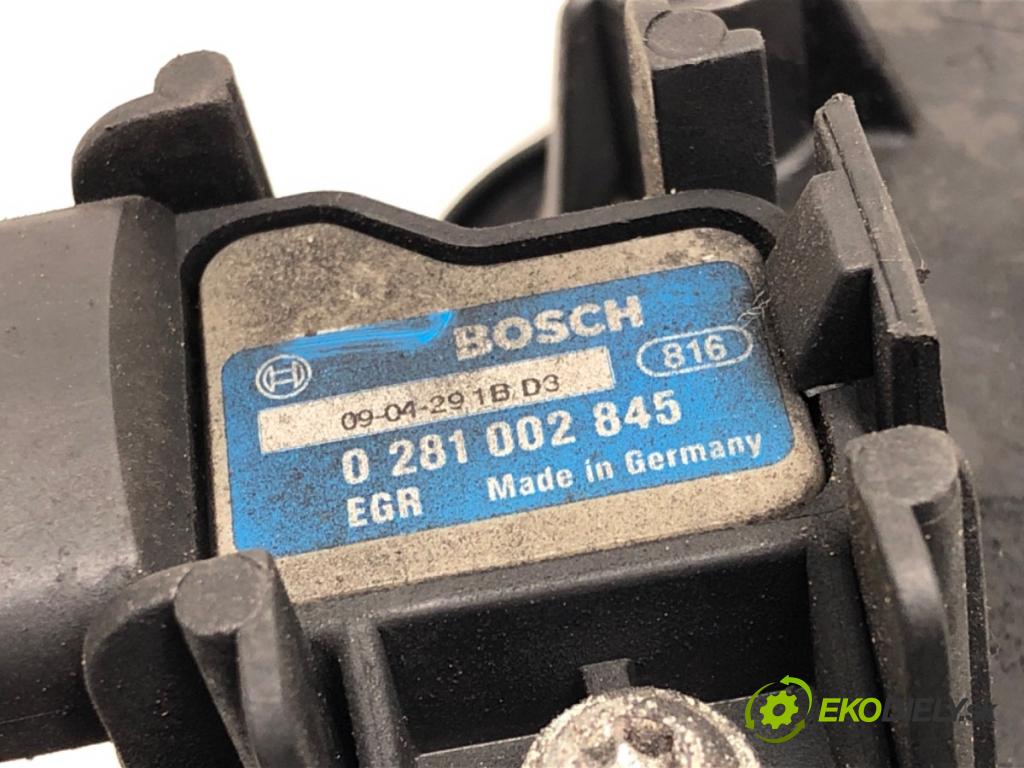 BOSCH
816
09-04-29 1B D3
0 281 002 845
EGR Made in Germany
EKODIELY.sk